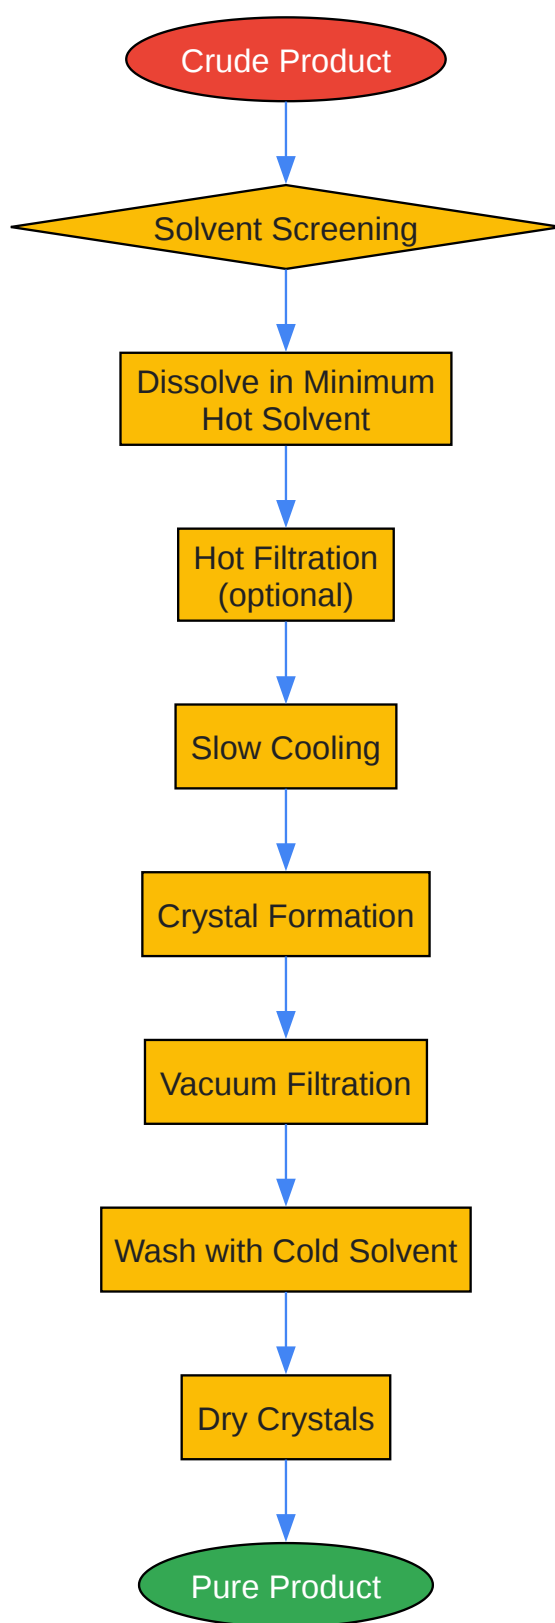 Crude Product
Solvent Screening
Dissolve in Minimum
Hot Solvent
Hot Filtration
(optional)
Slow Cooling
Crystal Formation
Vacuum Filtration
Wash with Cold Solvent
Dry Crystals
Pure Product